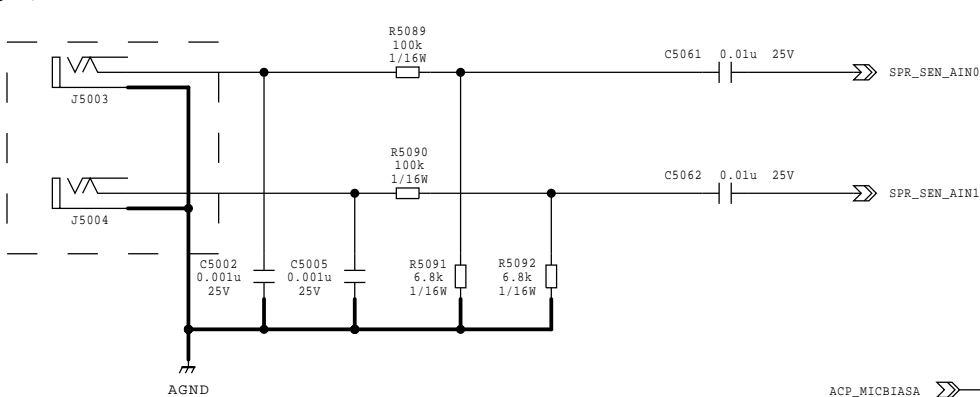 R5089
100k
1/16W
C5061 0.01u 25V
SPR_SEN_AIN0
J5003
R5090
100k
1/16W
C5062 0.01u 25V
SPR_SEN_AIN1
J5004
C5002
0.001u
25V
C5005
0.001u
25V
R5091
6.8k
1/16W
R5092
6.8k
1/16W
AGND
ACP_MICBIASA